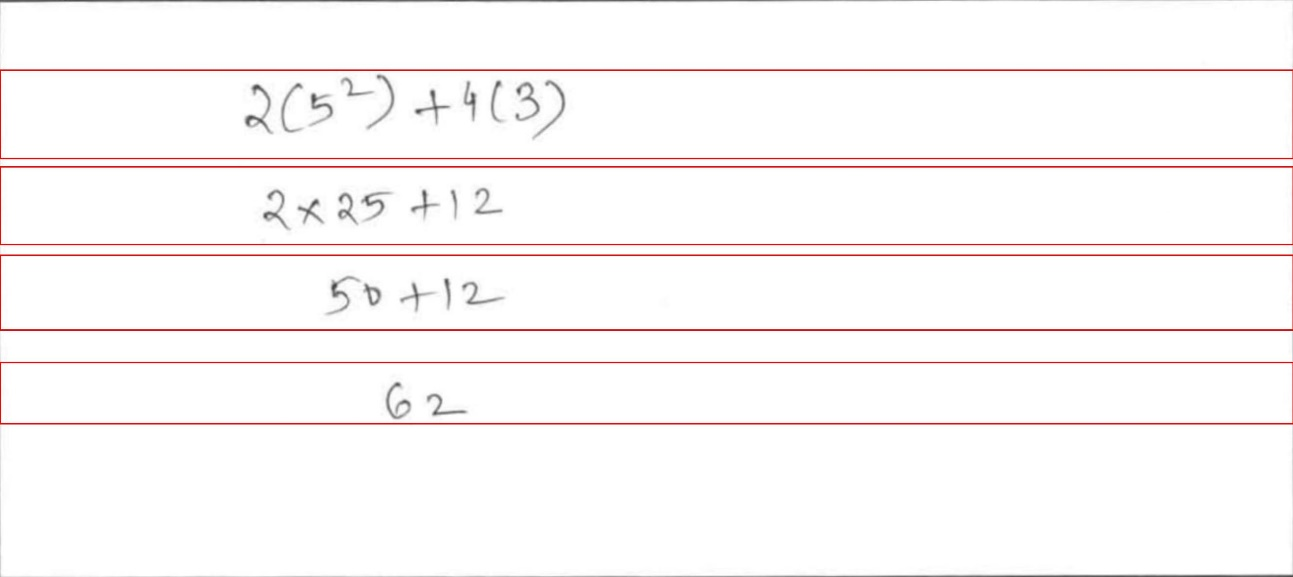 2(5²) + 4(3)
2 × 25 + 12
50 + 12
62